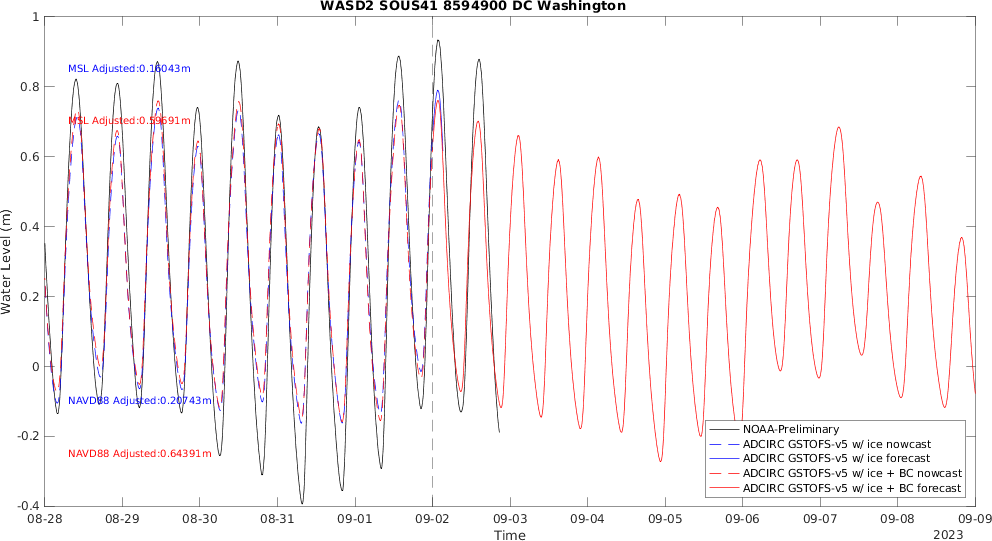 WASD2 SOUS41 8594900 DC Washington
1
0.8
0.6
0.4
0.2
0
-0.2
-0.4
Water Level (m)
MSL Adjusted:0.16043m
MSL Adjusted:0.59691m
NAVD88 Adjusted:0.20743m
NAVD88 Adjusted:0.64391m
NOAA-Preliminary
ADCIRC GSTOFS-v5 w/ ice nowcast
ADCIRC GSTOFS-v5 w/ ice forecast
ADCIRC GSTOFS-v5 w/ ice + BC nowcast
ADCIRC GSTOFS-v5 w/ ice + BC forecast
08-28 08-29 08-30 08-31 09-01 09-02 09-03 09-04 09-05 09-06 09-07 09-08 09-09
Time
2023